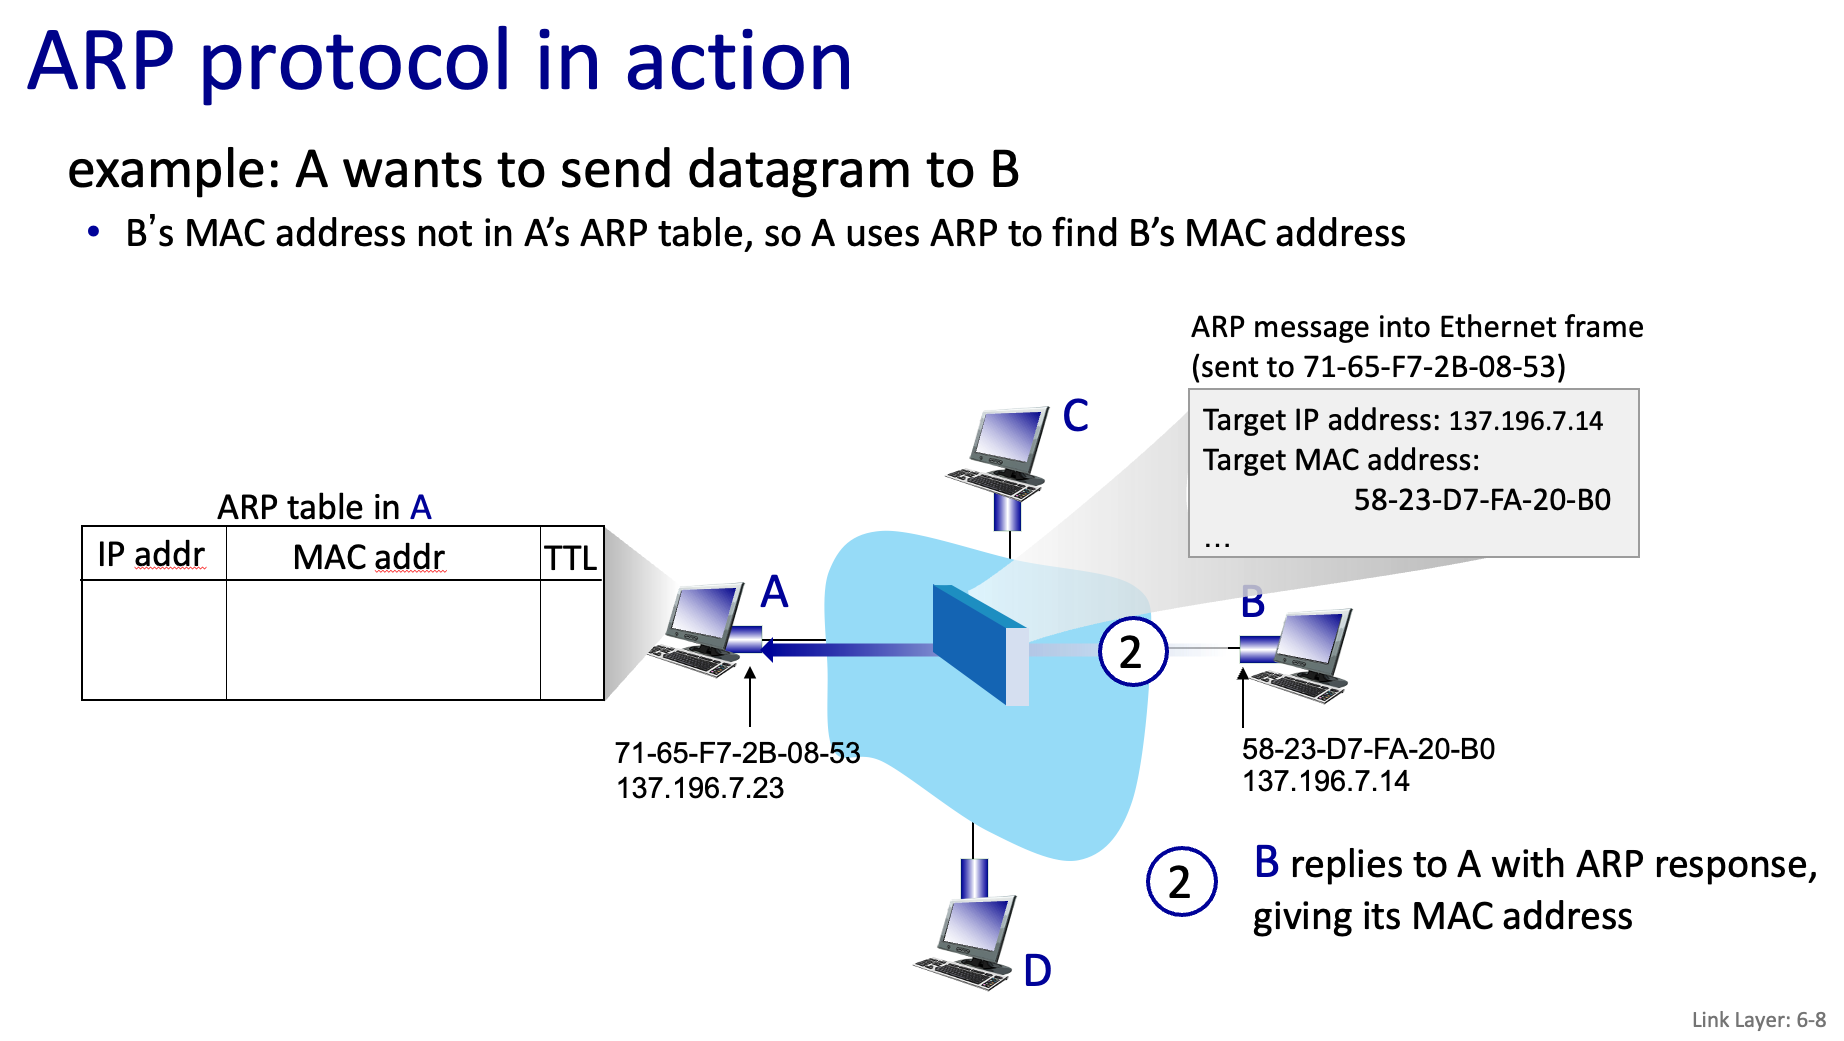 ARP protocol in action
example: A wants to send datagram to B
• B's MAC address not in A's ARP table, so A uses ARP to find B's MAC address
ARP message into Ethernet frame
(sent to 71-65-F7-2B-08-53)
Target IP address: 137.196.7.14
Target MAC address:
58-23-D7-FA-20-B0
...
C
ARP table in A
IP addr MAC addr TTL
A
B
2
71-65-F7-2B-08-53
137.196.7.23
58-23-D7-FA-20-B0
137.196.7.14
2 B replies to A with ARP response,
giving its MAC address
D
Link Layer: 6-8